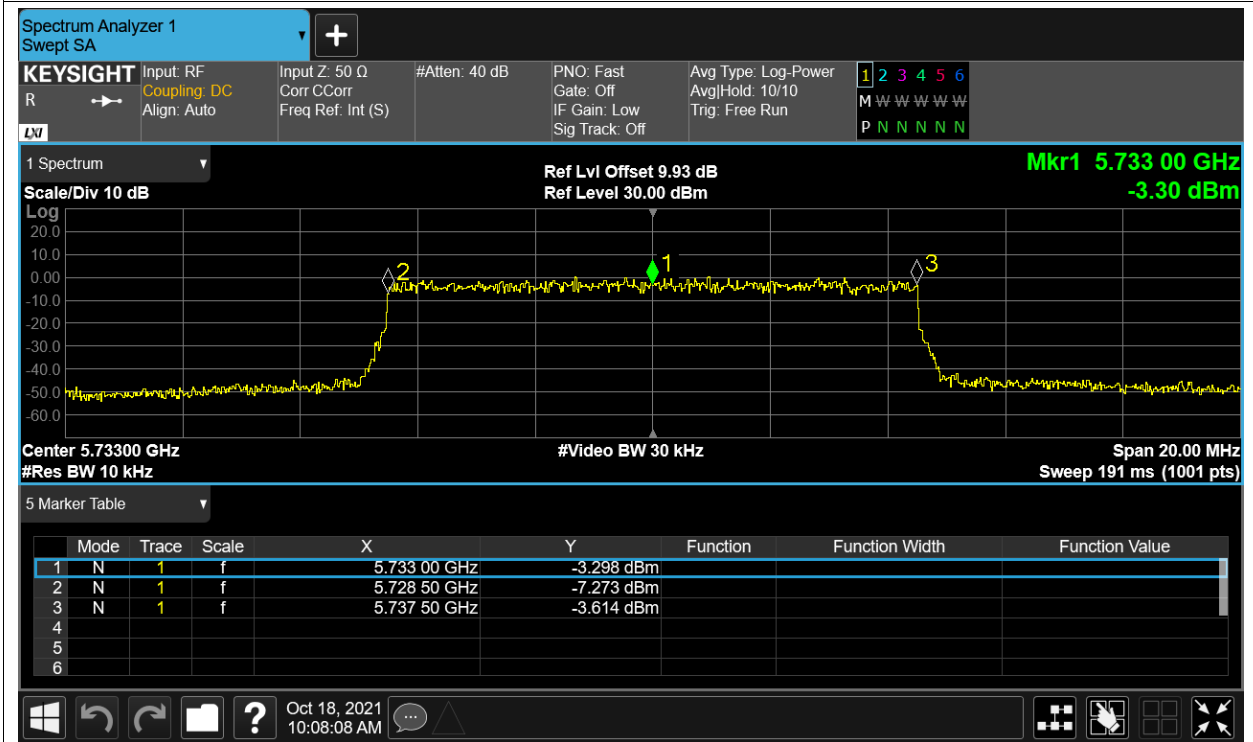 Spectrum Analyzer 1
Swept SA
+
KEYSIGHT
R
LXI
Input: RF
Coupling: DC
Align: Auto
Input Z: 50 Ω
Corr CCorr
Freq Ref: Int (S)
#Atten: 40 dB
PNO: Fast
Gate: Off
IF Gain: Low
Sig Track: Off
Avg Type: Log-Power
Avg|Hold: 10/10
Trig: Free Run
1 2 3 4 5 6
M W W W W W
P N N N N N
1 Spectrum
Scale/Div 10 dB
Ref Lvl Offset 9.93 dB
Ref Level 30.00 dBm
Mkr1 5.733 00 GHz
-3.30 dBm
Log
20.0
10.0
0.00
-10.0
-20.0
-30.0
-40.0
-50.0
-60.0
2
1
3
Center 5.73300 GHz
#Video BW 30 kHz
Span 20.00 MHz
#Res BW 10 kHz
Sweep 191 ms (1001 pts)
5 Marker Table
Mode Trace Scale X Y Function Function Width Function Value
1 N 1 f 5.733 00 GHz -3.298 dBm
2 N 1 f 5.728 50 GHz -7.273 dBm
3 N 1 f 5.737 50 GHz -3.614 dBm
4
5
6
?
Oct 18, 2021
10:08:08 AM